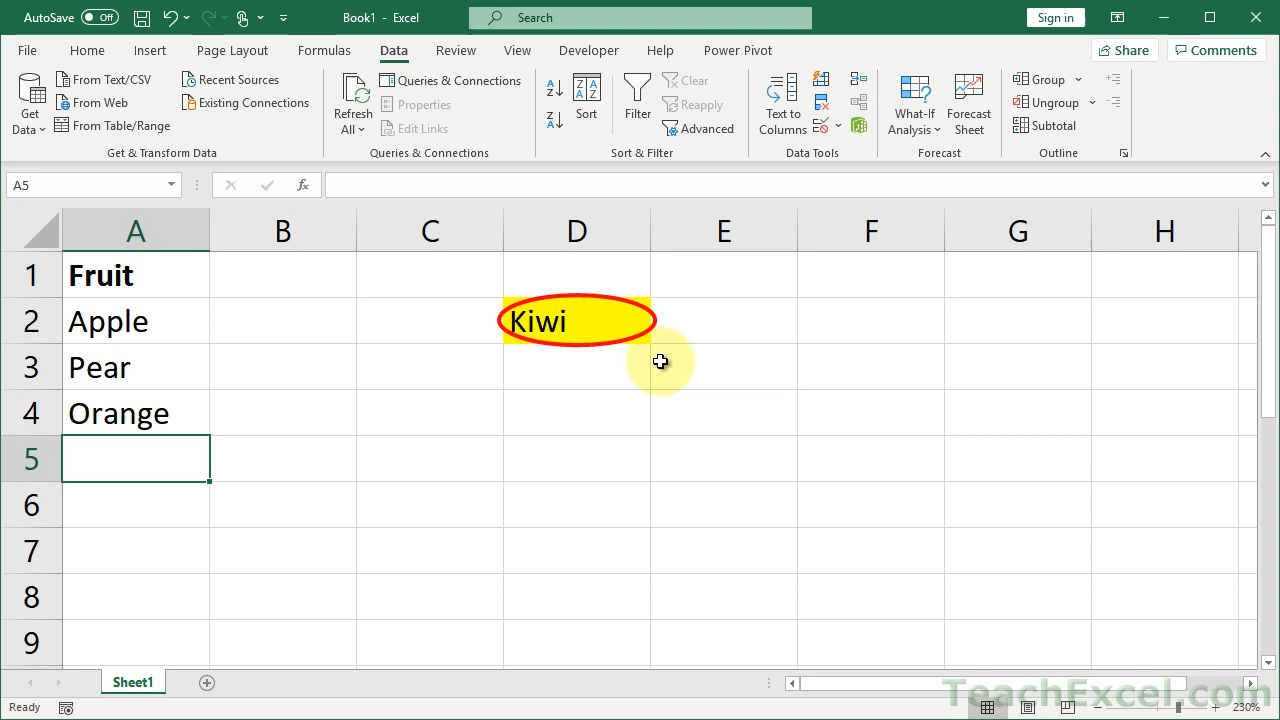 AutoSave Off Book1 - Excel Search Sign in
File Home Insert Page Layout Formulas Data Review View Developer Help Power Pivot Share Comments
Get Data
From Text/CSV
From Web
From Table/Range
Recent Sources
Existing Connections
Get & Transform Data
Refresh All
Queries & Connections
Properties
Edit Links
Queries & Connections
Sort
Filter
Clear
Reapply
Advanced
Sort & Filter
Text to Columns
Data Tools
What-If Analysis
Forecast Sheet
Forecast
Group
Ungroup
Subtotal
Outline
A5 fx
A B C D E F G H
1 Fruit
2 Apple Kiwi
3 Pear
4 Orange
5
6
7
8
9
Sheet1
TeachExcel.com
Ready 230%